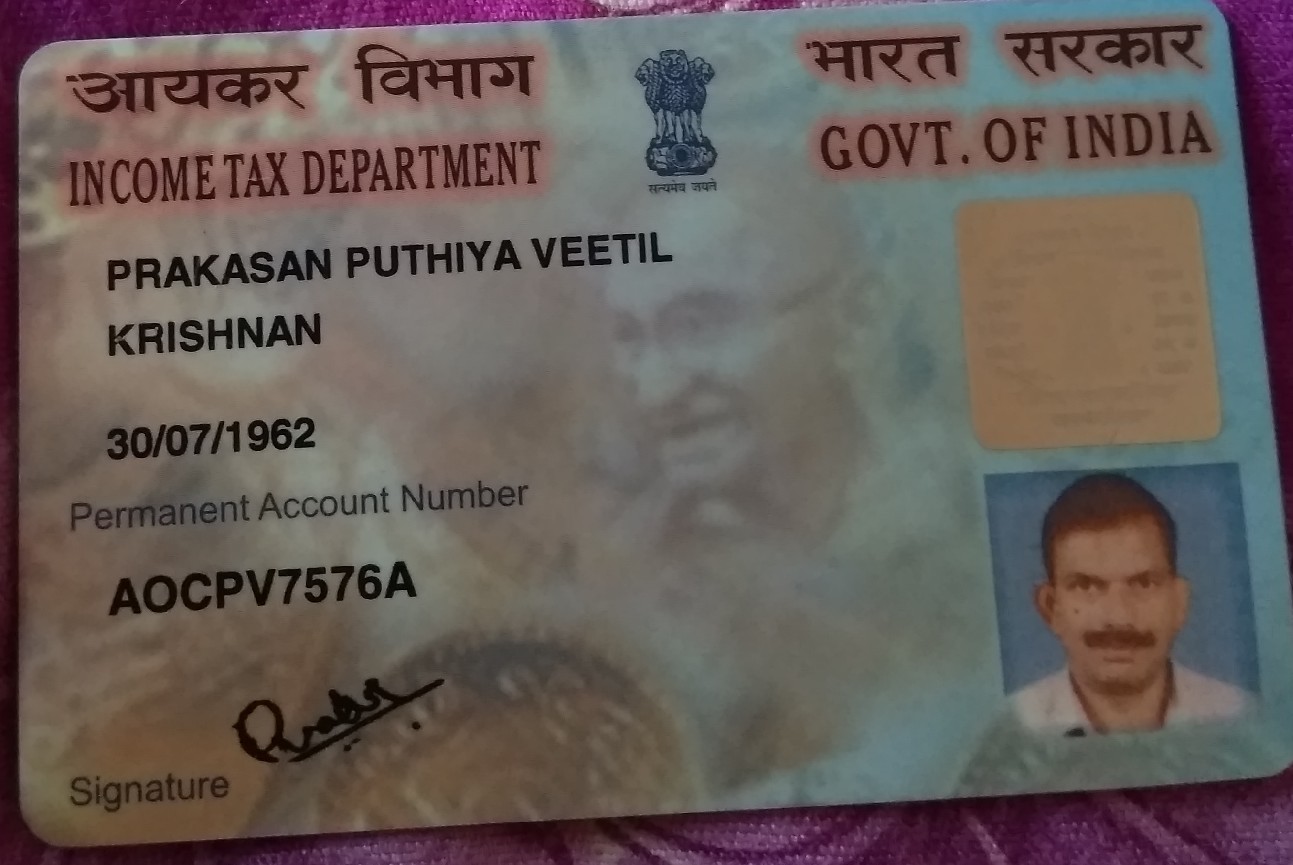 आयकर विभाग
INCOME TAX DEPARTMENT
भारत सरकार
GOVT. OF INDIA
सत्यमेव जयते
PRAKASAN PUTHIYA VEETIL
KRISHNAN
30/07/1962
Permanent Account Number
AOCPV7576A
Signature